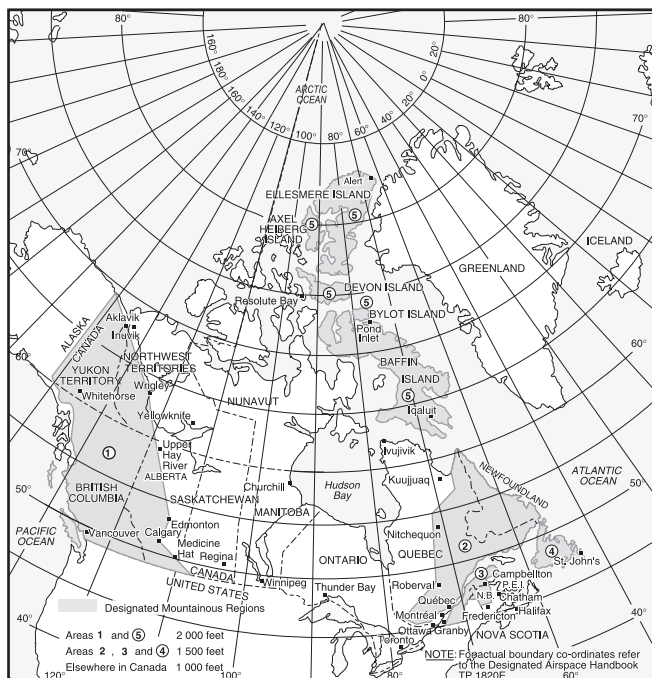 80°
80°
80°
80°
70°
70°
60°
60°
50°
50°
40°
40°
160°
180°
160°
140°
120°
100°
80°
60°
40°
20°
0°
20°
40°
ARCTIC
OCEAN
Alert
ELLESMERE ISLAND
AXEL
HEIBERG
ISLAND
5
5
ICELAND
GREENLAND
DEVON ISLAND
5
Resolute Bay
5
BYLOT ISLAND
Pond
Inlet
BAFFIN
ISLAND
5
Iqaluit
ALASKA
CANADA
Aklavik
Inuvik
NORTHWEST
TERRITORIES
YUKON
TERRITORY
Wrigley
Whitehorse
NUNAVUT
Yellowknife
1
Upper
Hay
River
ALBERTA
Ivujivik
Kuujjuaq
NEWFOUNDLAND
ATLANTIC
OCEAN
BRITISH
COLUMBIA
SASKATCHEWAN
Churchill
Hudson
Bay
MANITOBA
PACIFIC
OCEAN
Vancouver
Edmonton
Calgary
Medicine
Hat
Regina
Nitchequon
QUEBEC
2
4
St. John's
ONTARIO
CANADA
UNITED STATES
Winnipeg
Thunder Bay
Roberval
3
Campbellton
P.E.I.
N.B.
Chatham
Québec
Montréal
Fredericton
Halifax
Ottawa
Granby
Toronto
NOVA SCOTIA
Designated Mountainous Regions
Areas 1 and 5 2 000 feet
Areas 2 , 3 and 4 1 500 feet
Elsewhere in Canada 1 000 feet
NOTE: For actual boundary co-ordinates refer
to the Designated Airspace Handbook
TP 1820E
120°
100°
80°
60°